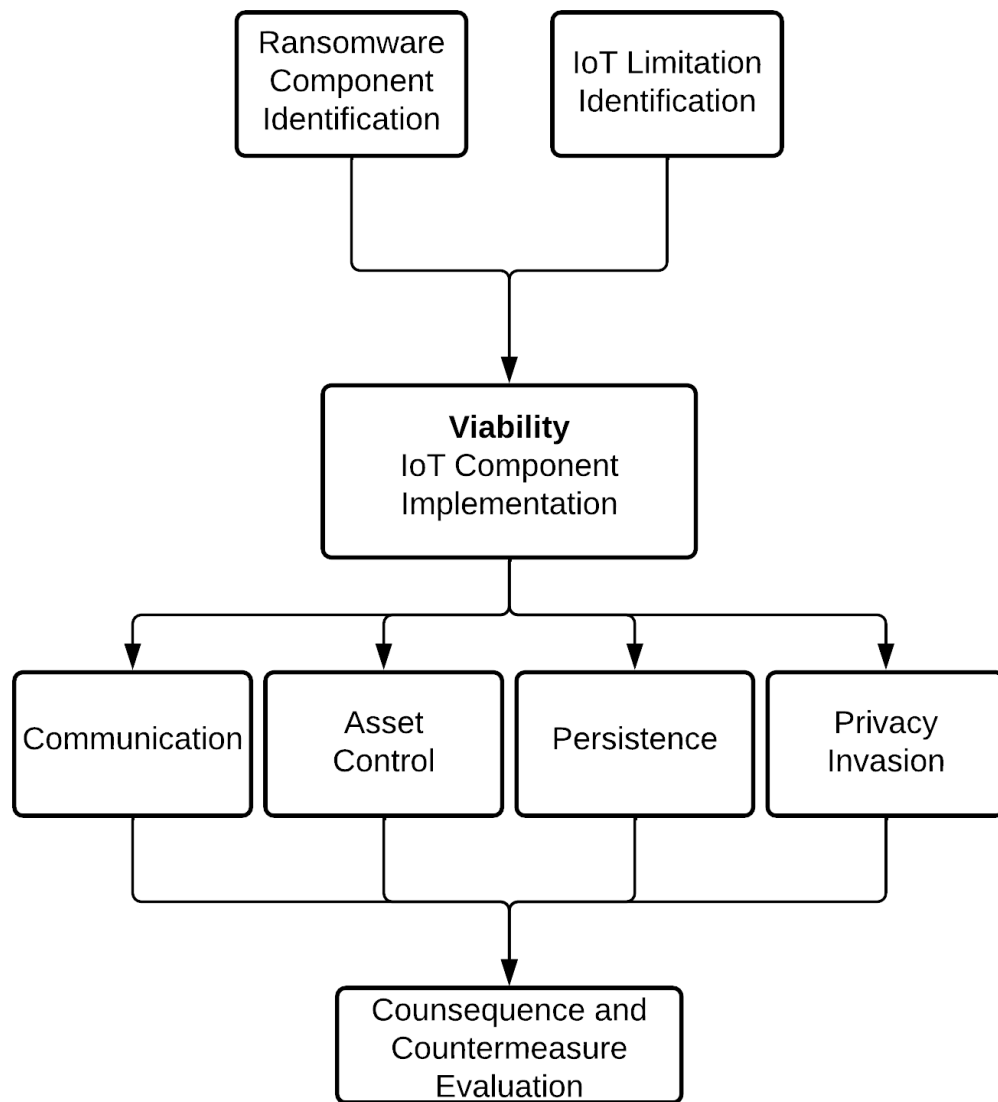 Ransomware
Component
Identification
IoT Limitation
Identification
Viability
IoT Component
Implementation
Communication
Asset
Control
Persistence
Privacy
Invasion
Counsequence and
Countermeasure
Evaluation